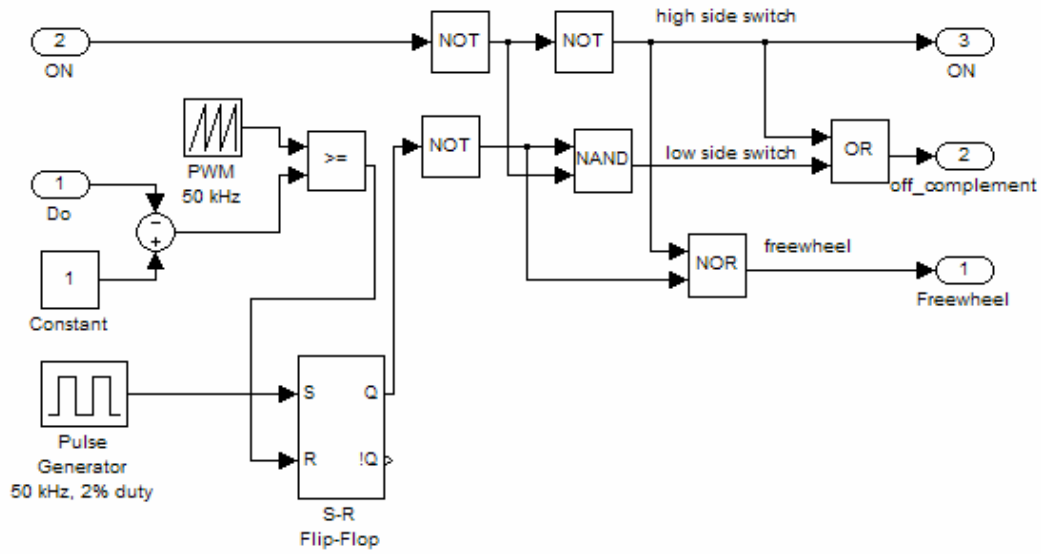 2
ON
NOT
NOT
high side switch
3
ON
PWM
50 kHz
>=
NOT
NAND
low side switch
OR
2
off_complement
1
Do
−
+
1
Constant
NOR
freewheel
1
Freewheel
Pulse
Generator
50 kHz, 2% duty
S
Q
R
!Q
S-R
Flip-Flop